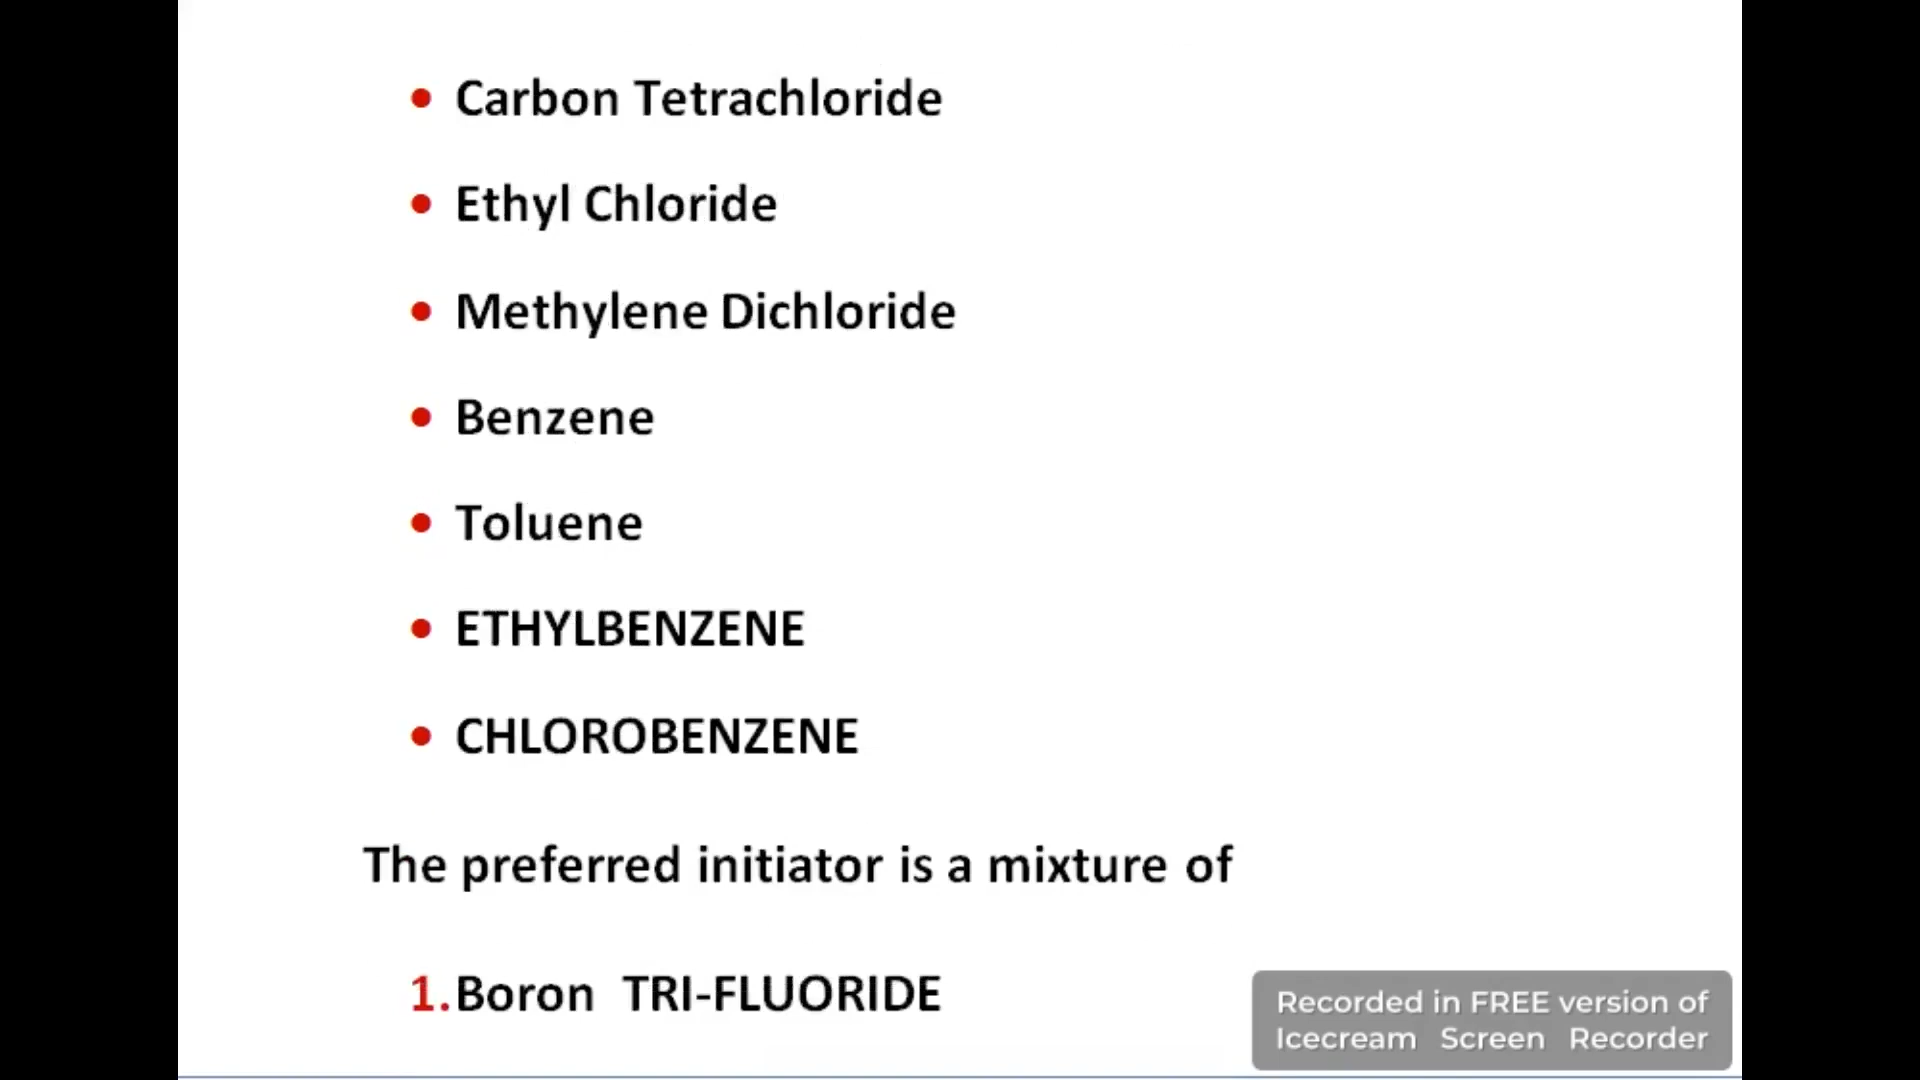 • Carbon Tetrachloride
• Ethyl Chloride
• Methylene Dichloride
• Benzene
• Toluene
• ETHYLBENZENE
• CHLOROBENZENE
The preferred initiator is a mixture of
1. Boron TRI-FLUORIDE
Recorded in FREE version of
Icecream Screen Recorder